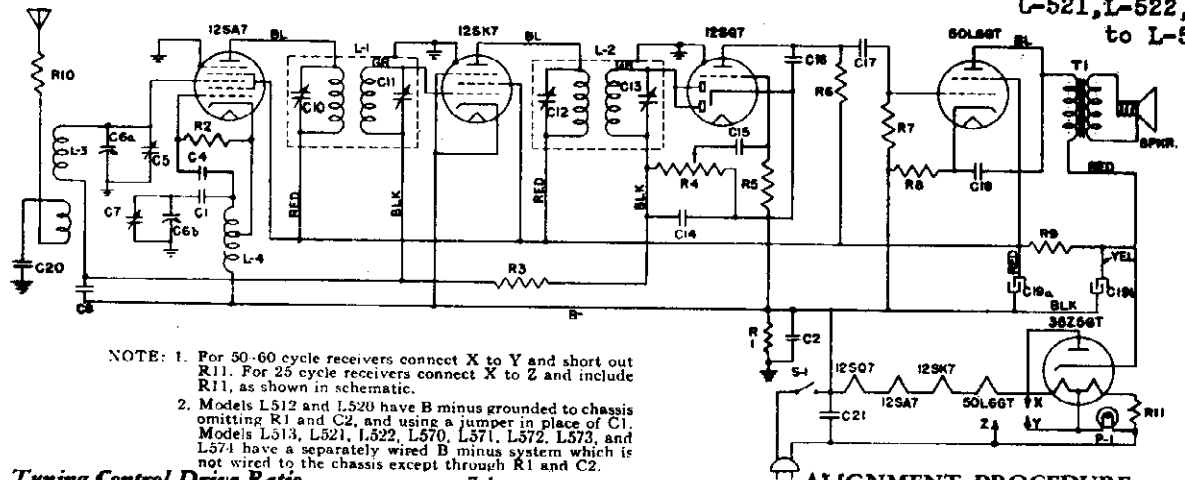 L-521,L-522,
to L-5
12SA7
BL
L-1
12SK7
BL
L-2
12SQ7
50L6GT
BL
T1
R10
GR
C10
C11
GR
C12
C13
C16
C17
R6
SPKR.
L-3
C6a
C5
R2
C4
C7
C6b
C1
L-4
RED
BLK
RED
BLK
C15
R4
R5
C14
R7
R8
C18
RED
R9
C20
C8
R3
B-
RED
C19a
YEL
C19b
BLK
35Z5GT
R1
C2
NOTE: 1. For 50-60 cycle receivers connect X to Y and short out
R11. For 25 cycle receivers connect X to Z and include
R11, as shown in schematic.
2. Models L512 and L520 have B minus grounded to chassis
omitting R1 and C2, and using a jumper in place of C1.
Models L513, L521, L522, L570, L571, L572, L573, and
L574 have a separately wired B minus system which is
not wired to the chassis except through R1 and C2.
S-1
12SQ7
12SK7
12SA7
50L6GT
C21
X
Y
Z
P-1
R11
Tuning Control Drive Ratio
7-1
ALIGNMENT PROCEDURE